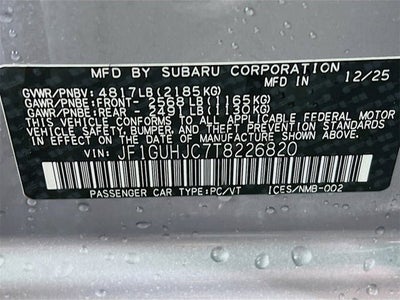 MFD BY SUBARU CORPORATION
MFD IN 12/25
GVWR/PNBV: 4817LB(2185KG)
GAWR/PNBE:FRONT- 2568LB(1165KG)
GAWR/PNBE:REAR - 2491LB(1130KG)
THIS VEHICLE CONFORMS TO ALL APPLICABLE FFDERAL MOTOR
VEHICLE SAFETY, BUMPER, AND THEFT PREVENTION STANDARDS IN
EFFECT ON THE DATE OF MANUFACTURE SHOWN ABOVE.
VIN: JF1GUHJC7T8226820
PASSENGER CAR TYPE:PC/VT ICES/NMB-002